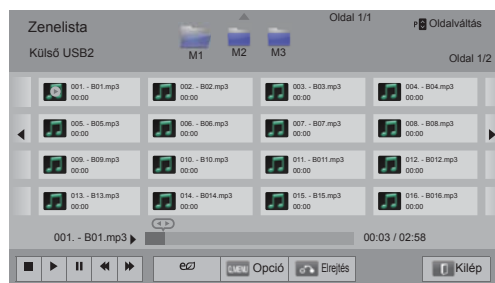 Zenelista
Oldal 1/1
P Oldalváltás
Külső USB2
M1 M2 M3
Oldal 1/2
001. - B01.mp3
00:00
002. - B02.mp3
00:00
003. - B03.mp3
00:00
004. - B04.mp3
00:00
005. - B05.mp3
00:00
006. - B06.mp3
00:00
007. - B07.mp3
00:00
008. - B08.mp3
00:00
009. - B09.mp3
00:00
010. - B10.mp3
00:00
011. - B011.mp3
00:00
012. - B012.mp3
00:00
013. - B13.mp3
00:00
014. - B014.mp3
00:00
015. - B15.mp3
00:00
016. - B016.mp3
00:00
001. - B01.mp3
00:03 / 02:58
Q.MENU Opció
Elrejtés
Kilép